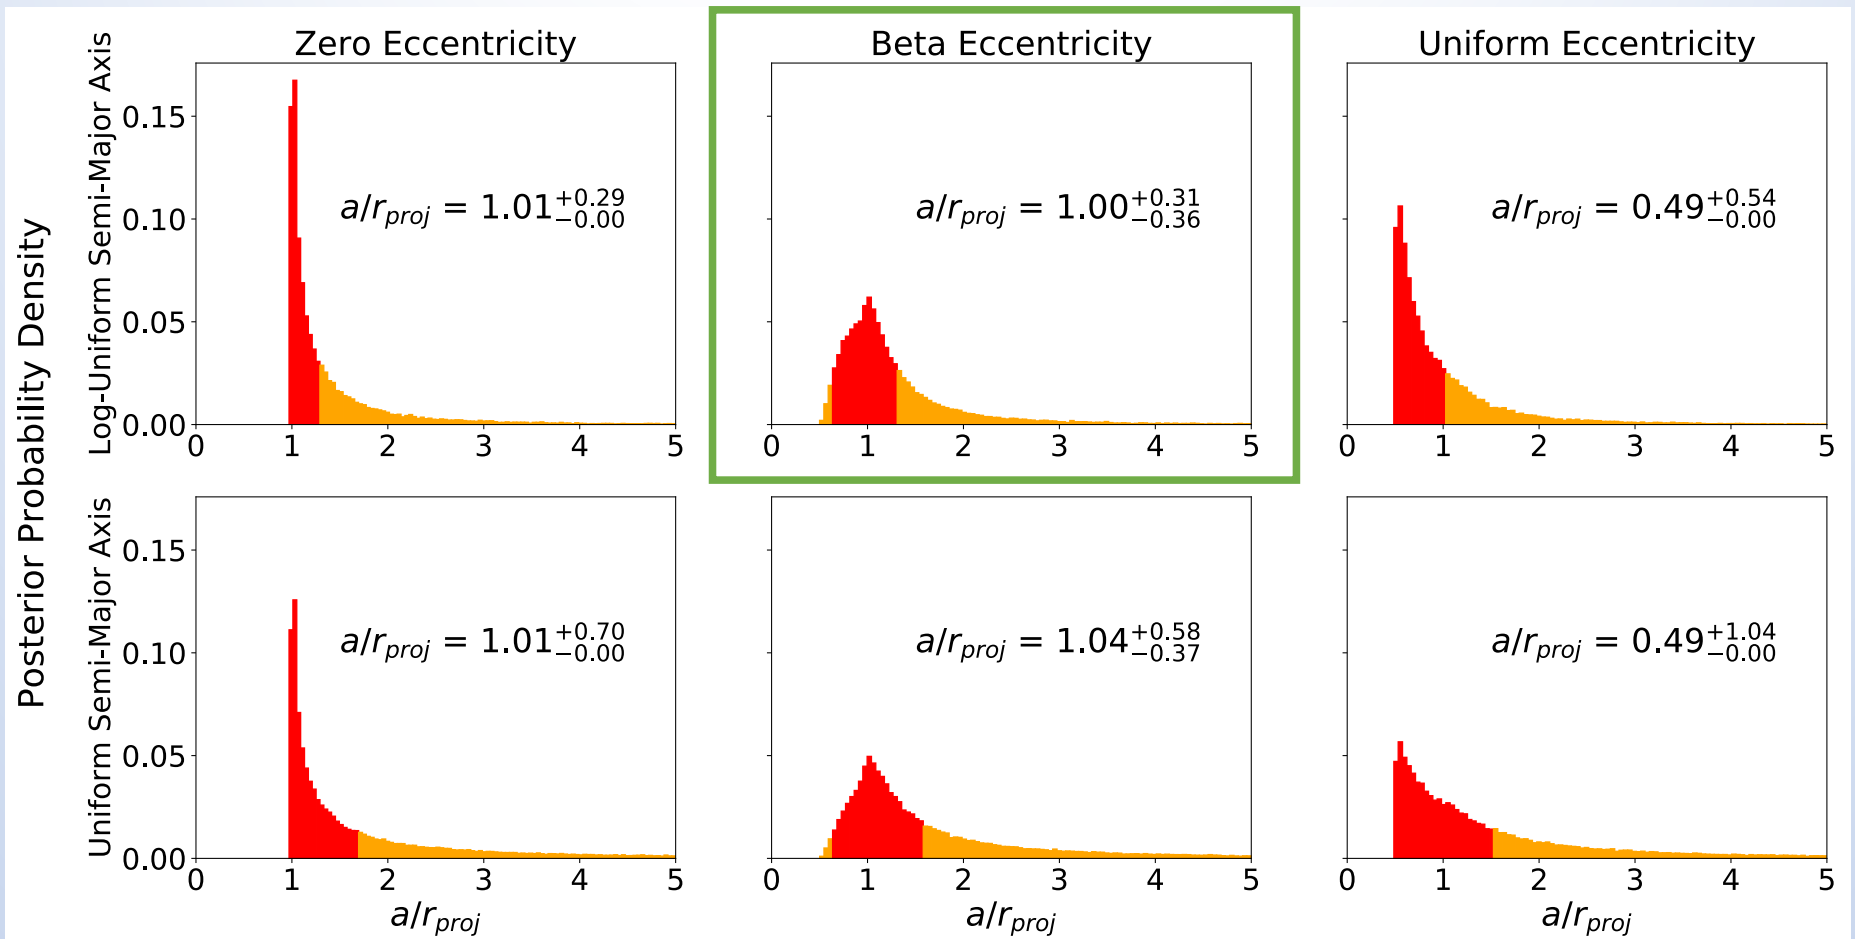 Zero Eccentricity
Beta Eccentricity
Uniform Eccentricity
Posterior Probability Density
Log-Uniform Semi-Major Axis
0.15
0.10
0.05
0.00
a/r_proj = 1.01^{+0.29}_{−0.00}
0 1 2 3 4 5
a/r_proj = 1.00^{+0.31}_{−0.36}
0 1 2 3 4 5
a/r_proj = 0.49^{+0.54}_{−0.00}
0 1 2 3 4 5
Uniform Semi-Major Axis
0.15
0.10
0.05
0.00
a/r_proj = 1.01^{+0.70}_{−0.00}
0 1 2 3 4 5
a/r_proj
a/r_proj = 1.04^{+0.58}_{−0.37}
0 1 2 3 4 5
a/r_proj
a/r_proj = 0.49^{+1.04}_{−0.00}
0 1 2 3 4 5
a/r_proj